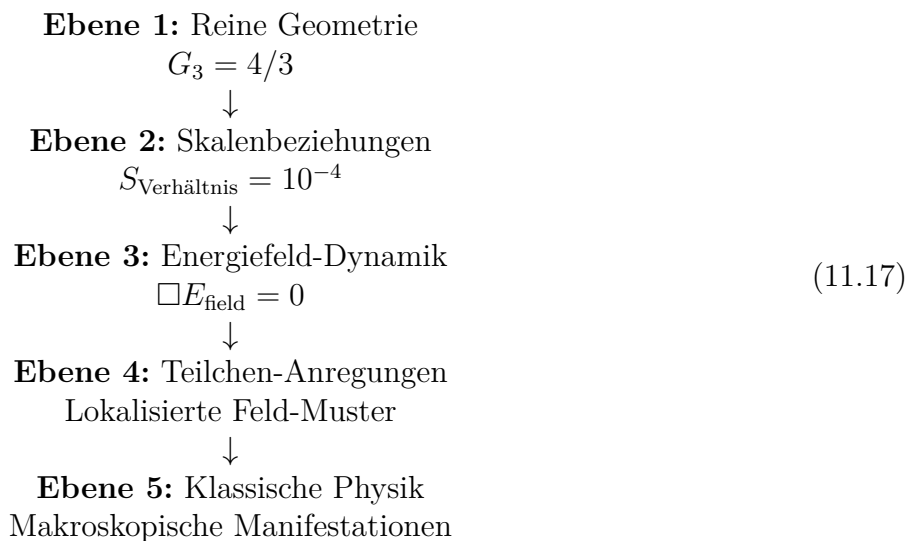 Ebene 1: Reine Geometrie
G₃ = 4/3
↓
Ebene 2: Skalenbeziehungen
S_Verhältnis = 10⁻⁴
↓
Ebene 3: Energiefeld-Dynamik
□E_field = 0
(11.17)
↓
Ebene 4: Teilchen-Anregungen
Lokalisierte Feld-Muster
↓
Ebene 5: Klassische Physik
Makroskopische Manifestationen